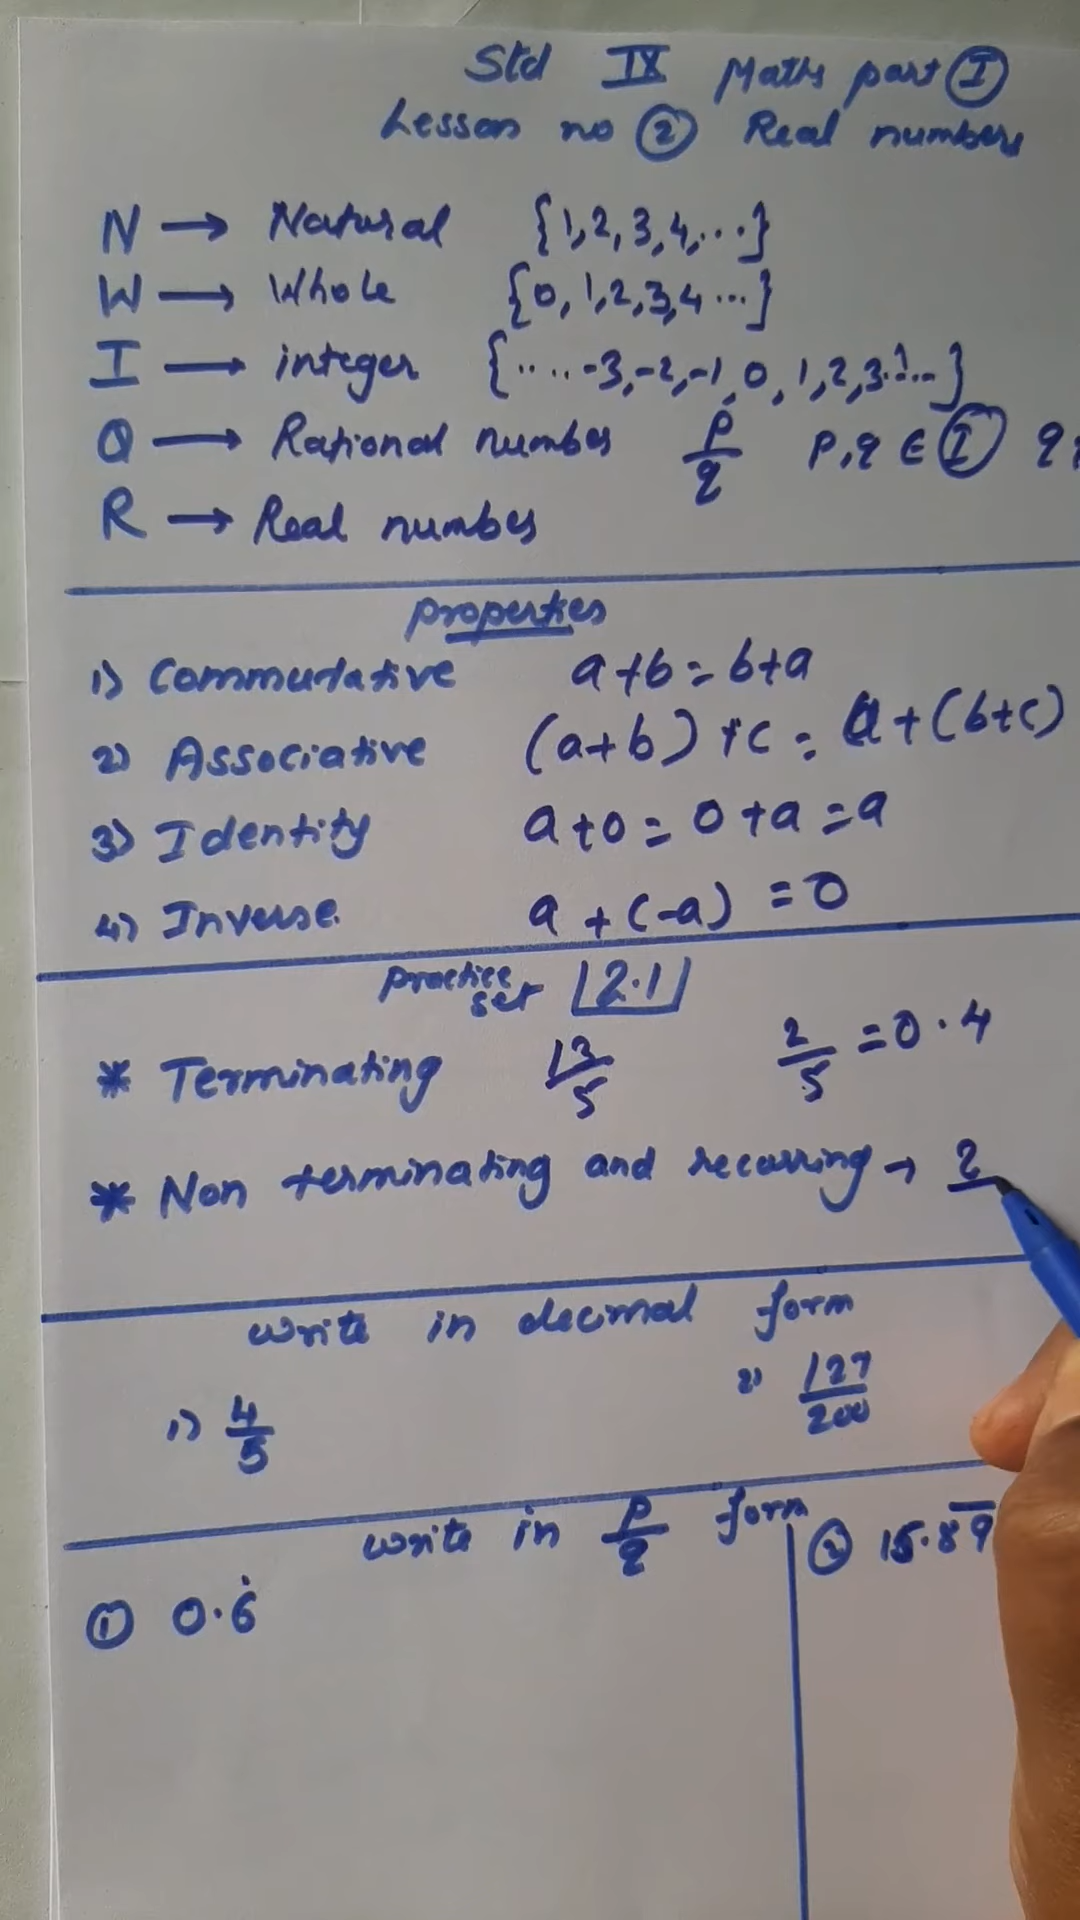 Std IX Maths part I
Lesson no 2 Real numbers
N → Natural {1,2,3,4,...}
W → Whole {0,1,2,3,4...}
I → integer {.....-3,-2,-1,0,1,2,3....}
Q → Rational number p/q p,q ∈ I q
R → Real number
properties
1) Commutative a+b=b+a
2) Associative (a+b)+c=a+(b+c)
3) Identity a+0=0+a=a
4) Inverse a+(-a)=0
practice set 2.1
* Terminating 13/5 2/5=0.4
* Non terminating and recurring → 2
write in decimal form
1) 4/5 2) 127/200
write in p/q form
① 0.6̇ ② 15.8̅9̅